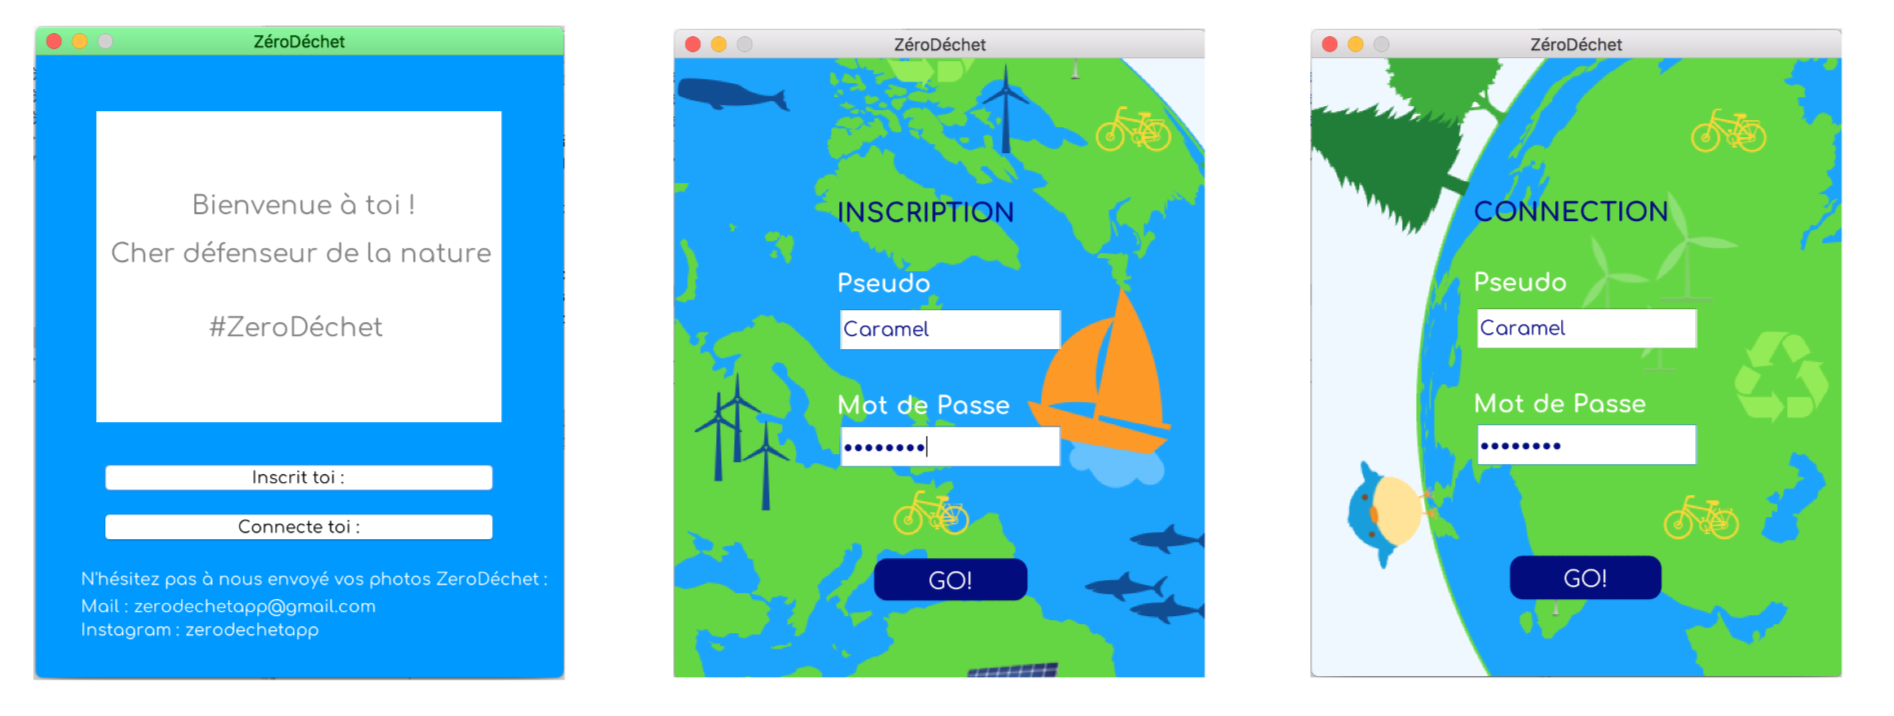 ZéroDéchet
Bienvenue à toi !
Cher défenseur de la nature
#ZeroDéchet
Inscrit toi :
Connecte toi :
N'hésitez pas à nous envoyé vos photos ZeroDéchet :
Mail : zerodechetapp@gmail.com
Instagram : zerodechetapp
ZéroDéchet
INSCRIPTION
Pseudo
Caramel
Mot de Passe
••••••••
GO!
ZéroDéchet
CONNECTION
Pseudo
Caramel
Mot de Passe
••••••••
GO!